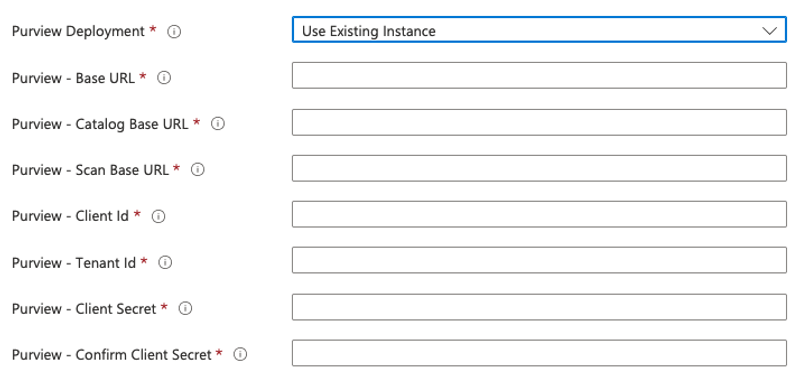 Purview Deployment * Use Existing Instance
Purview - Base URL *
Purview - Catalog Base URL *
Purview - Scan Base URL *
Purview - Client Id *
Purview - Tenant Id *
Purview - Client Secret *
Purview - Confirm Client Secret *